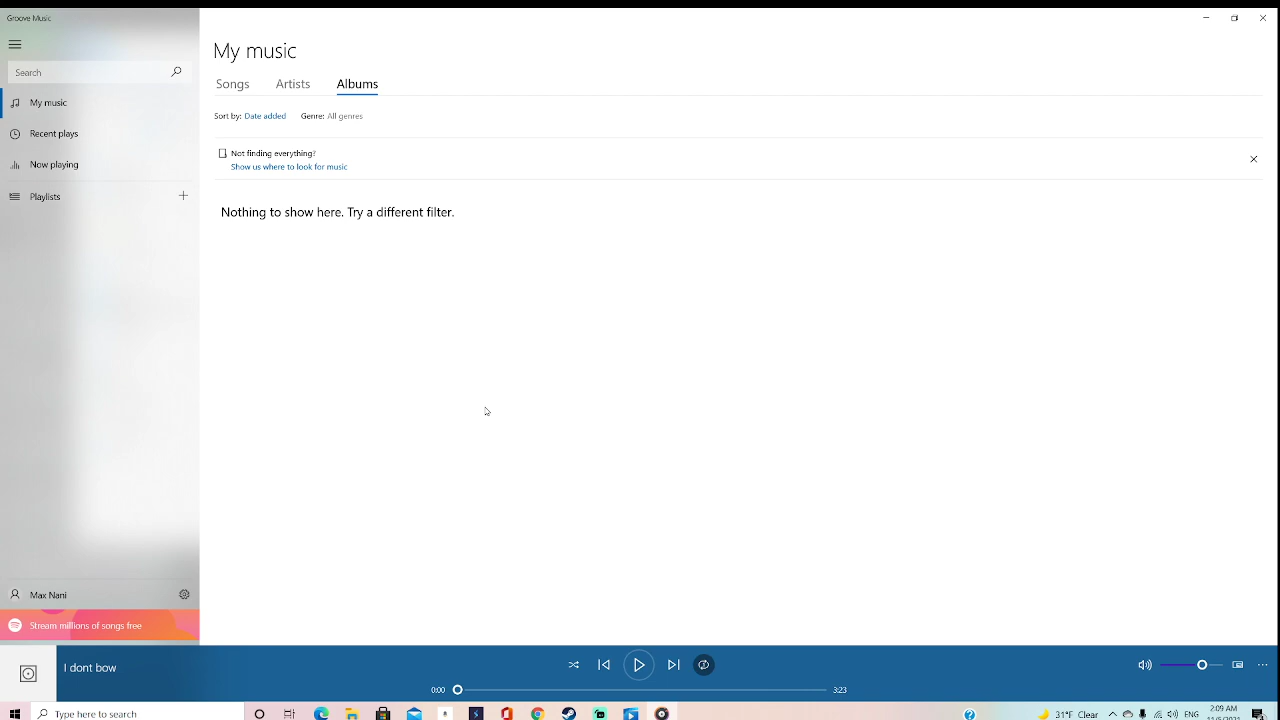 Groove Music
Search
My music
Recent plays
Now playing
Playlists
Max Nani
Stream millions of songs free
My music
Songs Artists Albums
Sort by: Date added Genre: All genres
Not finding everything?
Show us where to look for music
Nothing to show here. Try a different filter.
I dont bow
0:00 3:23
Type here to search
31°F Clear
ENG
2:09 AM